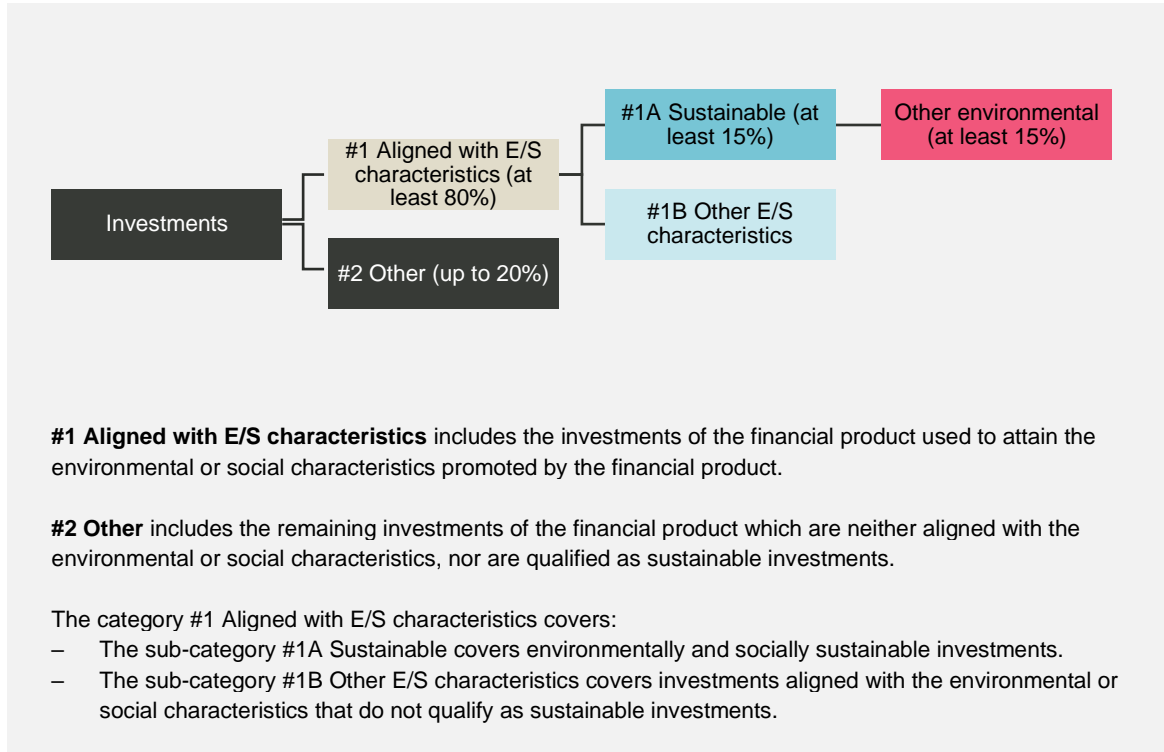 #1A Sustainable (at
least 15%)
Other environmental
(at least 15%)
#1 Aligned with E/S
characteristics (at
least 80%)
Investments
#1B Other E/S
characteristics
#2 Other (up to 20%)
#1 Aligned with E/S characteristics includes the investments of the financial product used to attain the
environmental or social characteristics promoted by the financial product.
#2 Other includes the remaining investments of the financial product which are neither aligned with the
environmental or social characteristics, nor are qualified as sustainable investments.
The category #1 Aligned with E/S characteristics covers:
– The sub-category #1A Sustainable covers environmentally and socially sustainable investments.
– The sub-category #1B Other E/S characteristics covers investments aligned with the environmental or
social characteristics that do not qualify as sustainable investments.